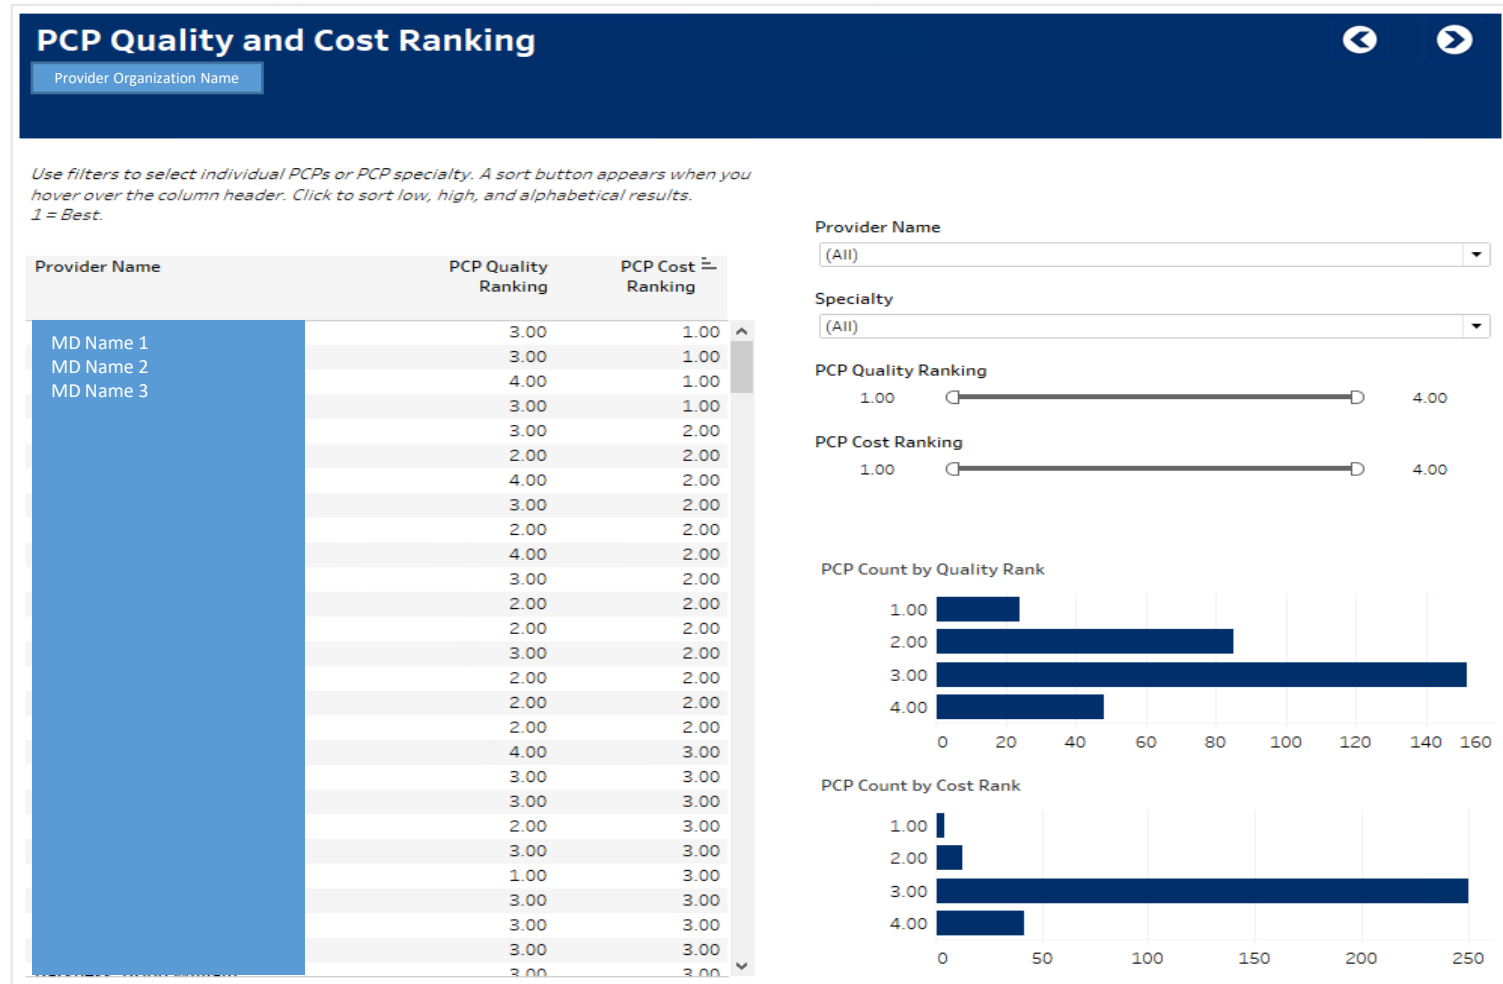 PCP Quality and Cost Ranking
Provider Organization Name
Use filters to select individual PCPs or PCP specialty. A sort button appears when you
hover over the column header. Click to sort low, high, and alphabetical results.
1 = Best.
Provider Name
PCP Quality Ranking
PCP Cost Ranking
MD Name 1
MD Name 2
MD Name 3
3.00 1.00
3.00 1.00
4.00 1.00
3.00 1.00
3.00 2.00
2.00 2.00
4.00 2.00
3.00 2.00
2.00 2.00
4.00 2.00
3.00 2.00
2.00 2.00
2.00 2.00
3.00 2.00
2.00 2.00
2.00 2.00
2.00 2.00
4.00 3.00
3.00 3.00
3.00 3.00
2.00 3.00
3.00 3.00
1.00 3.00
3.00 3.00
3.00 3.00
3.00 3.00
3.00 3.00
Provider Name
(All)
Specialty
(All)
PCP Quality Ranking
1.00 4.00
PCP Cost Ranking
1.00 4.00
PCP Count by Quality Rank
1.00
2.00
3.00
4.00
0 20 40 60 80 100 120 140 160
PCP Count by Cost Rank
1.00
2.00
3.00
4.00
0 50 100 150 200 250